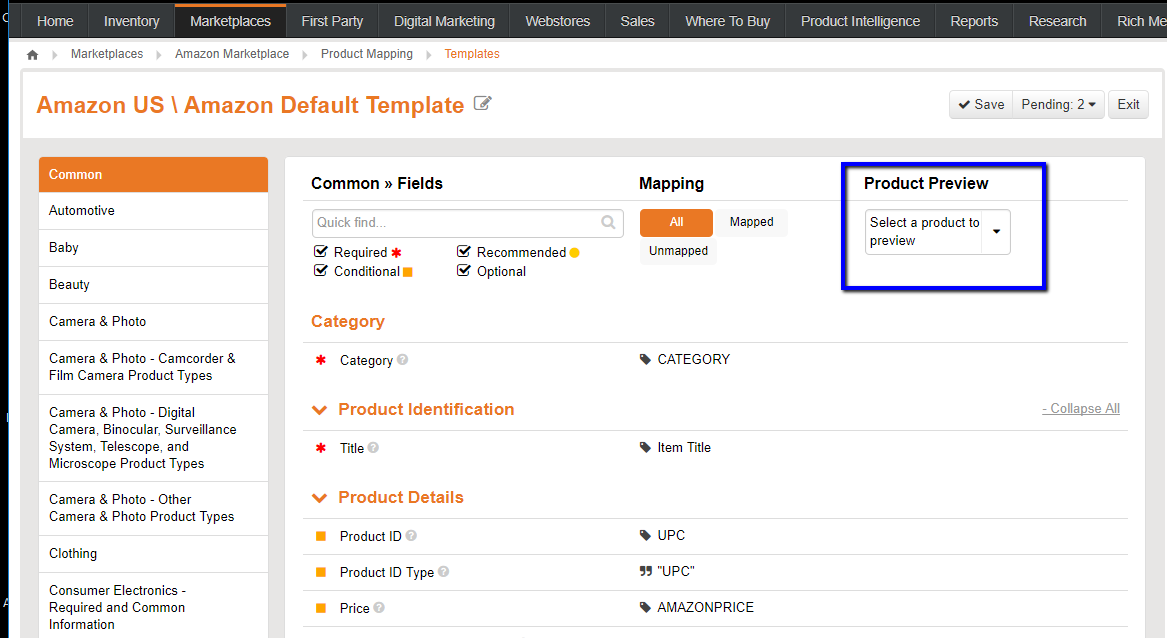 Home Inventory Marketplaces First Party Digital Marketing Webstores Sales Where To Buy Product Intelligence Reports Research Rich Me
Marketplaces Amazon Marketplace Product Mapping Templates
Amazon US \ Amazon Default Template
Save Pending: 2 Exit
Common
Automotive
Baby
Beauty
Camera & Photo
Camera & Photo - Camcorder &
Film Camera Product Types
Camera & Photo - Digital
Camera, Binocular, Surveillance
System, Telescope, and
Microscope Product Types
Camera & Photo - Other
Camera & Photo Product Types
Clothing
Consumer Electronics -
Required and Common
Information
Common » Fields Mapping Product Preview
Quick find...
All Mapped
Unmapped
Select a product to
preview
Required * Recommended
Conditional Optional
Category
* Category ? CATEGORY
Product Identification - Collapse All
* Title ? Item Title
Product Details
Product ID ? UPC
Product ID Type ? "UPC"
Price ? AMAZONPRICE